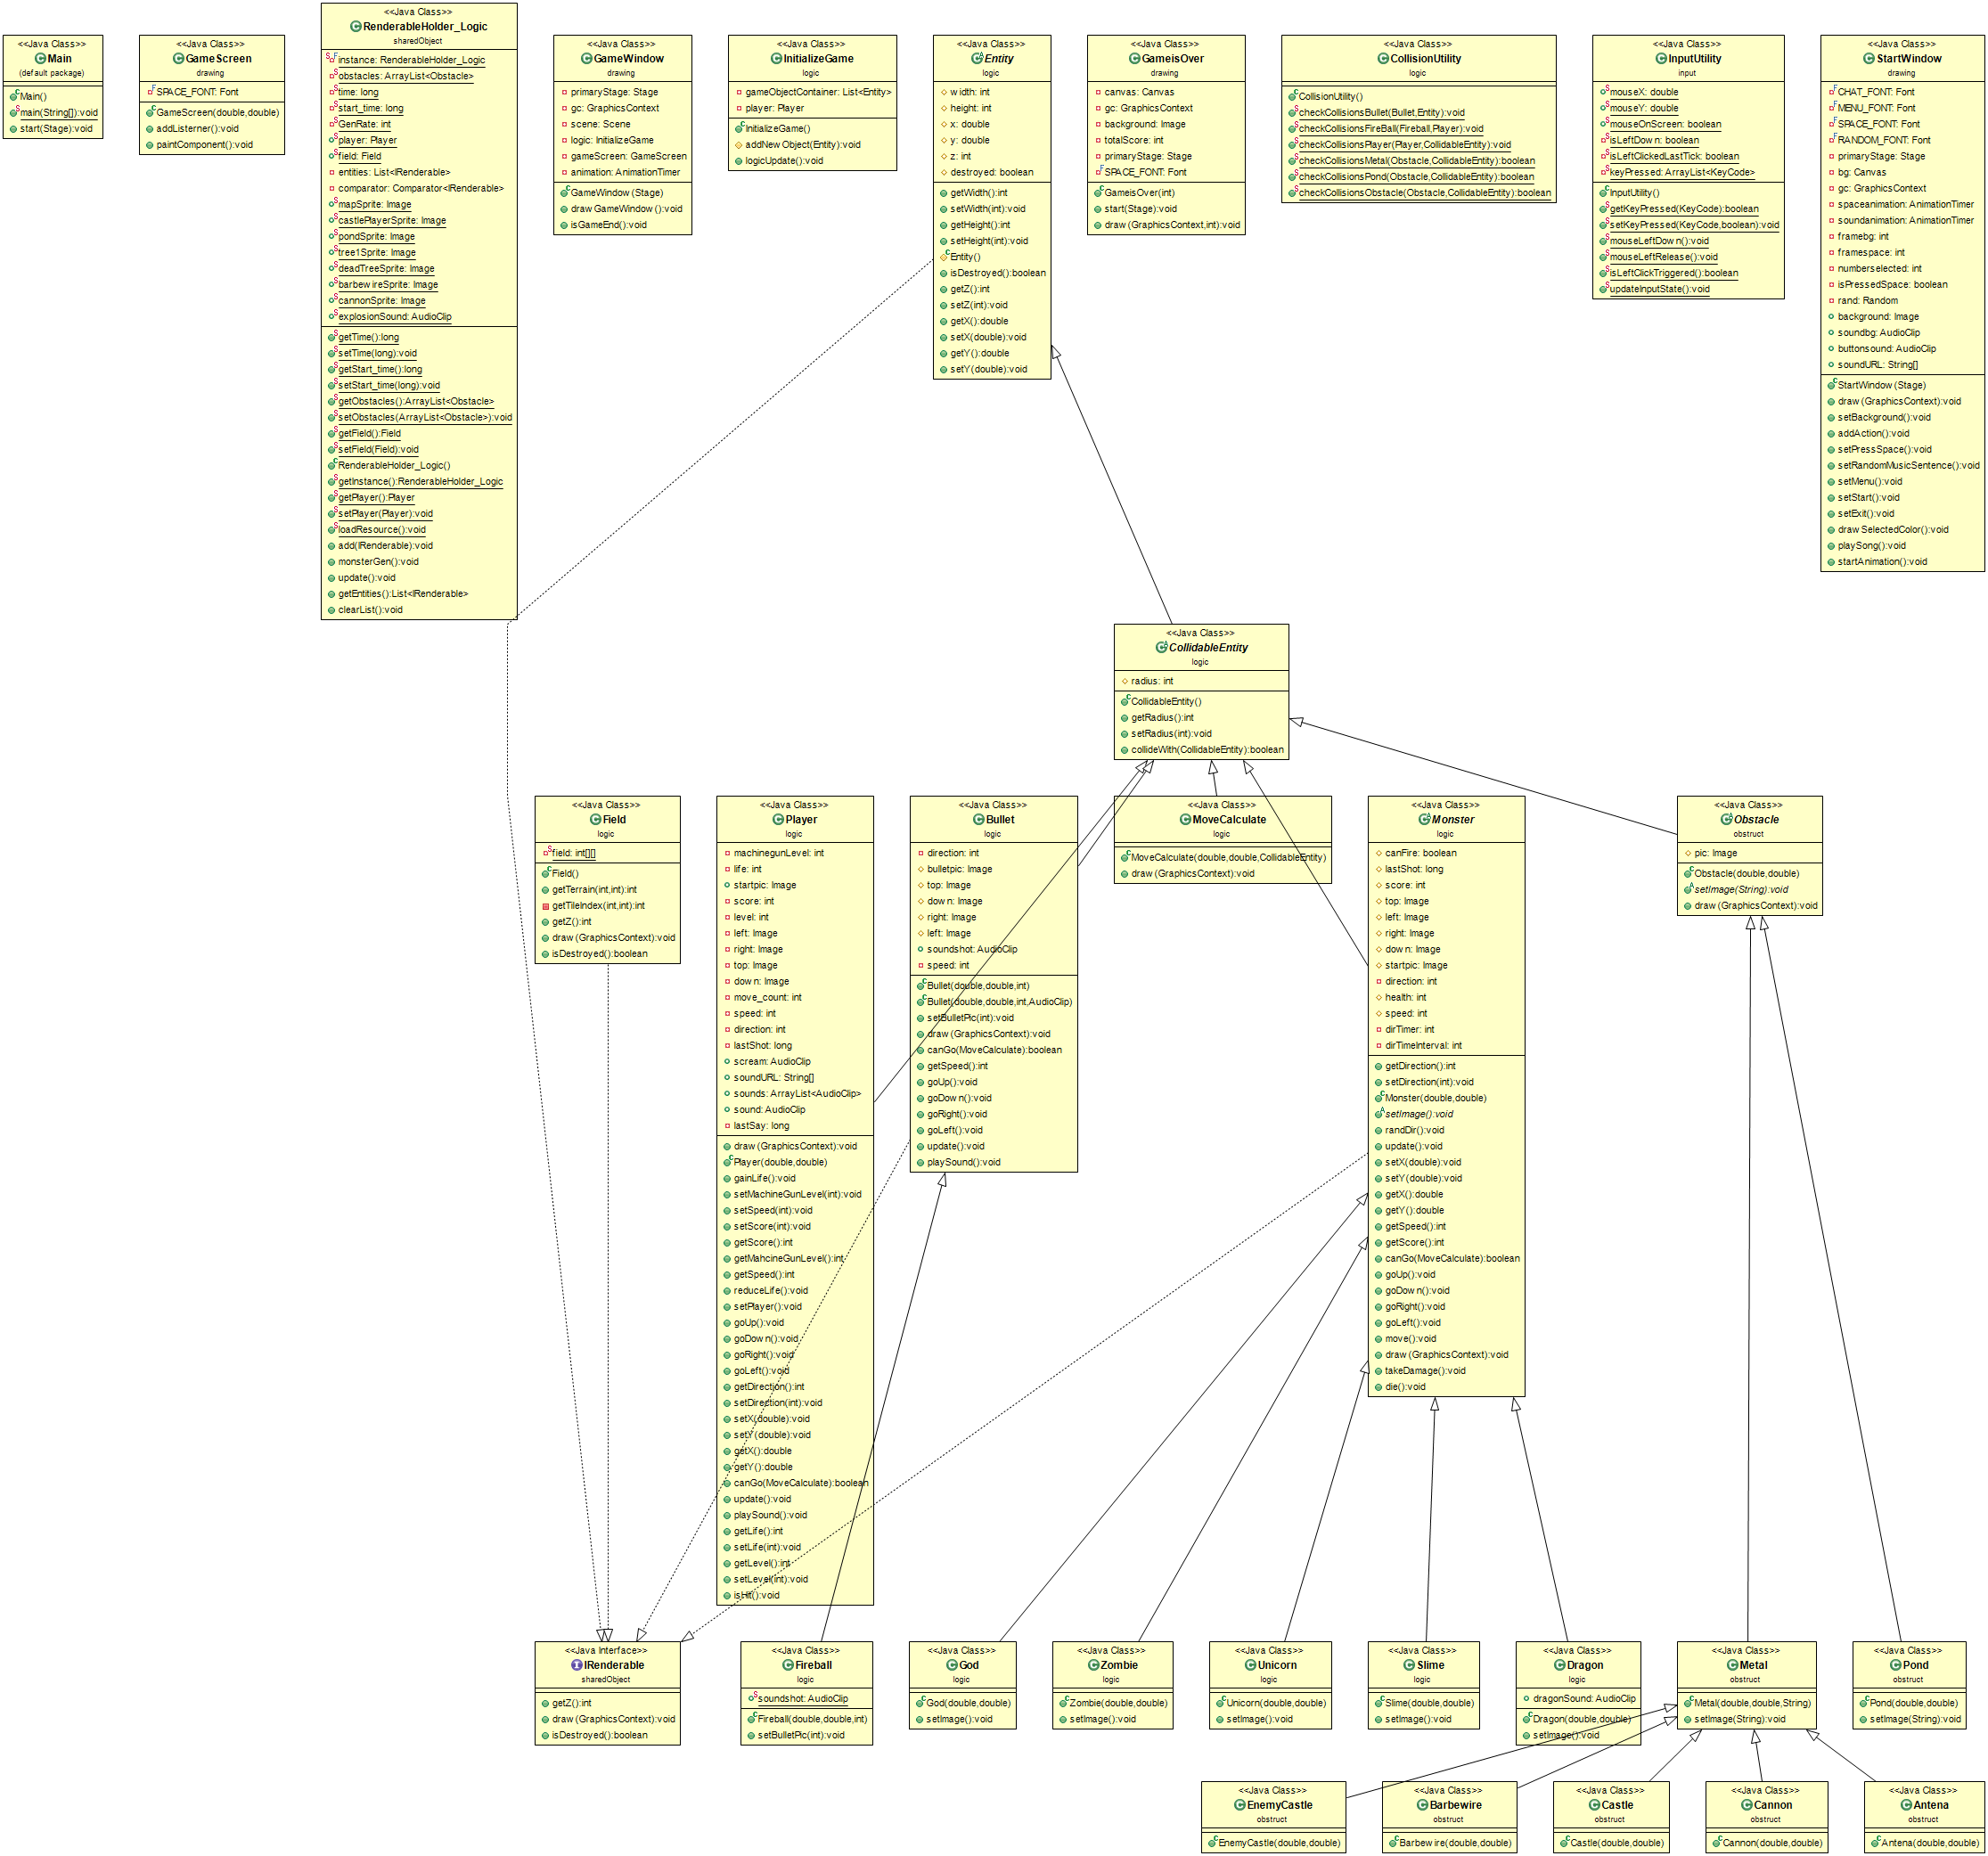 <<Java Class>>
Main
(default package)
Main()
main(String[]):void
start(Stage):void
<<Java Class>>
GameScreen
drawing
SPACE_FONT: Font
GameScreen(double,double)
addListerner():void
paintComponent():void
<<Java Class>>
RenderableHolder_Logic
sharedObject
instance: RenderableHolder_Logic
obstacles: ArrayList<Obstacle>
time: long
start_time: long
GenRate: int
player: Player
field: Field
entities: List<IRenderable>
comparator: Comparator<IRenderable>
mapSprite: Image
castlePlayerSprite: Image
pondSprite: Image
tree1Sprite: Image
deadTreeSprite: Image
barbewireSprite: Image
cannonSprite: Image
explosionSound: AudioClip
getTime():long
setTime(long):void
getStart_time():long
setStart_time(long):void
getObstacles():ArrayList<Obstacle>
setObstacles(ArrayList<Obstacle>):void
getField():Field
setField(Field):void
RenderableHolder_Logic()
getInstance():RenderableHolder_Logic
getPlayer():Player
setPlayer(Player):void
loadResource():void
add(IRenderable):void
monsterGen():void
update():void
getEntities():List<IRenderable>
clearList():void
<<Java Class>>
GameWindow
drawing
primaryStage: Stage
gc: GraphicsContext
scene: Scene
logic: InitializeGame
gameScreen: GameScreen
animation: AnimationTimer
GameWindow(Stage)
drawGameWindow():void
isGameEnd():void
<<Java Class>>
InitializeGame
logic
gameObjectContainer: List<Entity>
player: Player
InitializeGame()
addNewObject(Entity):void
logicUpdate():void
<<Java Class>>
Entity
logic
width: int
height: int
x: double
y: double
z: int
destroyed: boolean
getWidth():int
setWidth(int):void
getHeight():int
setHeight(int):void
Entity()
isDestroyed():boolean
getZ():int
setZ(int):void
getX():double
setX(double):void
getY():double
setY(double):void
<<Java Class>>
GameisOver
drawing
canvas: Canvas
gc: GraphicsContext
background: Image
totalScore: int
primaryStage: Stage
SPACE_FONT: Font
GameisOver(int)
start(Stage):void
draw(GraphicsContext,int):void
<<Java Class>>
CollisionUtility
logic
CollisionUtility()
checkCollisionsBullet(Bullet,Entity):void
checkCollisionsFireBall(Fireball,Player):void
checkCollisionsPlayer(Player,CollidableEntity):void
checkCollisionsMetal(Obstacle,CollidableEntity):boolean
checkCollisionsPond(Obstacle,CollidableEntity):boolean
checkCollisionsObstacle(Obstacle,CollidableEntity):boolean
<<Java Class>>
InputUtility
input
mouseX: double
mouseY: double
mouseOnScreen: boolean
isLeftDown: boolean
isLeftClickedLastTick: boolean
keyPressed: ArrayList<KeyCode>
InputUtility()
getKeyPressed(KeyCode):boolean
setKeyPressed(KeyCode,boolean):void
mouseLeftDown():void
mouseLeftRelease():void
isLeftClickTriggered():boolean
updateInputState():void
<<Java Class>>
StartWindow
drawing
CHAT_FONT: Font
MENU_FONT: Font
SPACE_FONT: Font
RANDOM_FONT: Font
primaryStage: Stage
bg: Canvas
gc: GraphicsContext
spaceanimation: AnimationTimer
soundanimation: AnimationTimer
framebg: int
framespace: int
numberselected: int
isPressedSpace: boolean
rand: Random
background: Image
soundbg: AudioClip
buttonsound: AudioClip
soundURL: String[]
StartWindow(Stage)
draw(GraphicsContext):void
setBackground():void
addAction():void
setPressSpace():void
setRandomMusicSentence():void
setMenu():void
setStart():void
setExit():void
drawSelectedColor():void
playSong():void
startAnimation():void
<<Java Class>>
CollidableEntity
logic
radius: int
CollidableEntity()
getRadius():int
setRadius(int):void
collideWith(CollidableEntity):boolean
<<Java Class>>
Field
logic
field: int[][]
Field()
getTerrain(int,int):int
getTileIndex(int,int):int
getZ():int
draw(GraphicsContext):void
isDestroyed():boolean
<<Java Class>>
Player
logic
machinegunLevel: int
life: int
startpic: Image
score: int
level: int
left: Image
right: Image
top: Image
down: Image
move_count: int
speed: int
direction: int
lastShot: long
scream: AudioClip
soundURL: String[]
sounds: ArrayList<AudioClip>
sound: AudioClip
lastSay: long
draw(GraphicsContext):void
Player(double,double)
gainLife():void
setMachineGunLevel(int):void
setSpeed(int):void
setScore(int):void
getScore():int
getMahcineGunLevel():int
getSpeed():int
reduceLife():void
setPlayer():void
goUp():void
goDown():void
goRight():void
goLeft():void
getDirection():int
setDirection(int):void
setX(double):void
setY(double):void
getX():double
getY():double
canGo(MoveCalculate):boolean
update():void
playSound():void
getLife():int
setLife(int):void
getLevel():int
setLevel(int):void
isHit():void
<<Java Class>>
Bullet
logic
direction: int
bulletpic: Image
top: Image
down: Image
right: Image
left: Image
soundshot: AudioClip
speed: int
Bullet(double,double,int)
Bullet(double,double,int,AudioClip)
setBulletPic(int):void
draw(GraphicsContext):void
canGo(MoveCalculate):boolean
getSpeed():int
goUp():void
goDown():void
goRight():void
goLeft():void
update():void
playSound():void
<<Java Class>>
MoveCalculate
logic
MoveCalculate(double,double,CollidableEntity)
draw(GraphicsContext):void
<<Java Class>>
Monster
logic
canFire: boolean
lastShot: long
score: int
top: Image
left: Image
right: Image
down: Image
startpic: Image
direction: int
health: int
speed: int
dirTimer: int
dirTimeInterval: int
getDirection():int
setDirection(int):void
Monster(double,double)
setImage():void
randDir():void
update():void
setX(double):void
setY(double):void
getX():double
getY():double
getSpeed():int
getScore():int
canGo(MoveCalculate):boolean
goUp():void
goDown():void
goRight():void
goLeft():void
move():void
draw(GraphicsContext):void
takeDamage():void
die():void
<<Java Class>>
Obstacle
obstruct
pic: Image
Obstacle(double,double)
setImage(String):void
draw(GraphicsContext):void
<<Java Interface>>
IRenderable
sharedObject
getZ():int
draw(GraphicsContext):void
isDestroyed():boolean
<<Java Class>>
Fireball
logic
soundshot: AudioClip
Fireball(double,double,int)
setBulletPic(int):void
<<Java Class>>
God
logic
God(double,double)
setImage():void
<<Java Class>>
Zombie
logic
Zombie(double,double)
setImage():void
<<Java Class>>
Unicorn
logic
Unicorn(double,double)
setImage():void
<<Java Class>>
Slime
logic
Slime(double,double)
setImage():void
<<Java Class>>
Dragon
logic
dragonSound: AudioClip
Dragon(double,double)
setImage():void
<<Java Class>>
Metal
obstruct
Metal(double,double,String)
setImage(String):void
<<Java Class>>
Pond
obstruct
Pond(double,double)
setImage(String):void
<<Java Class>>
EnemyCastle
obstruct
EnemyCastle(double,double)
<<Java Class>>
Barbewire
obstruct
Barbewire(double,double)
<<Java Class>>
Castle
obstruct
Castle(double,double)
<<Java Class>>
Cannon
obstruct
Cannon(double,double)
<<Java Class>>
Antena
obstruct
Antena(double,double)